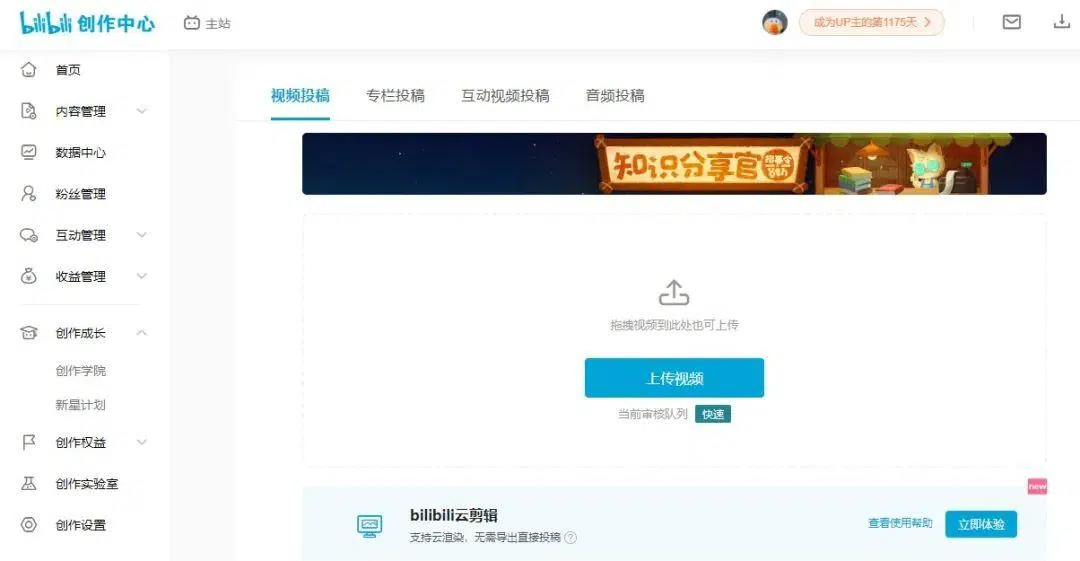 bilibili 创作中心
主站
成为UP主的第1175天
首页
内容管理
数据中心
粉丝管理
互动管理
收益管理
创作成长
创作学院
新星计划
创作权益
创作实验室
创作设置
视频投稿
专栏投稿
互动视频投稿
音频投稿
知识分享官
拖拽视频到此处也可上传
上传视频
当前审核队列 快速
new
bilibili云剪辑
支持云渲染，无需导出直接投稿
查看使用帮助
立即体验